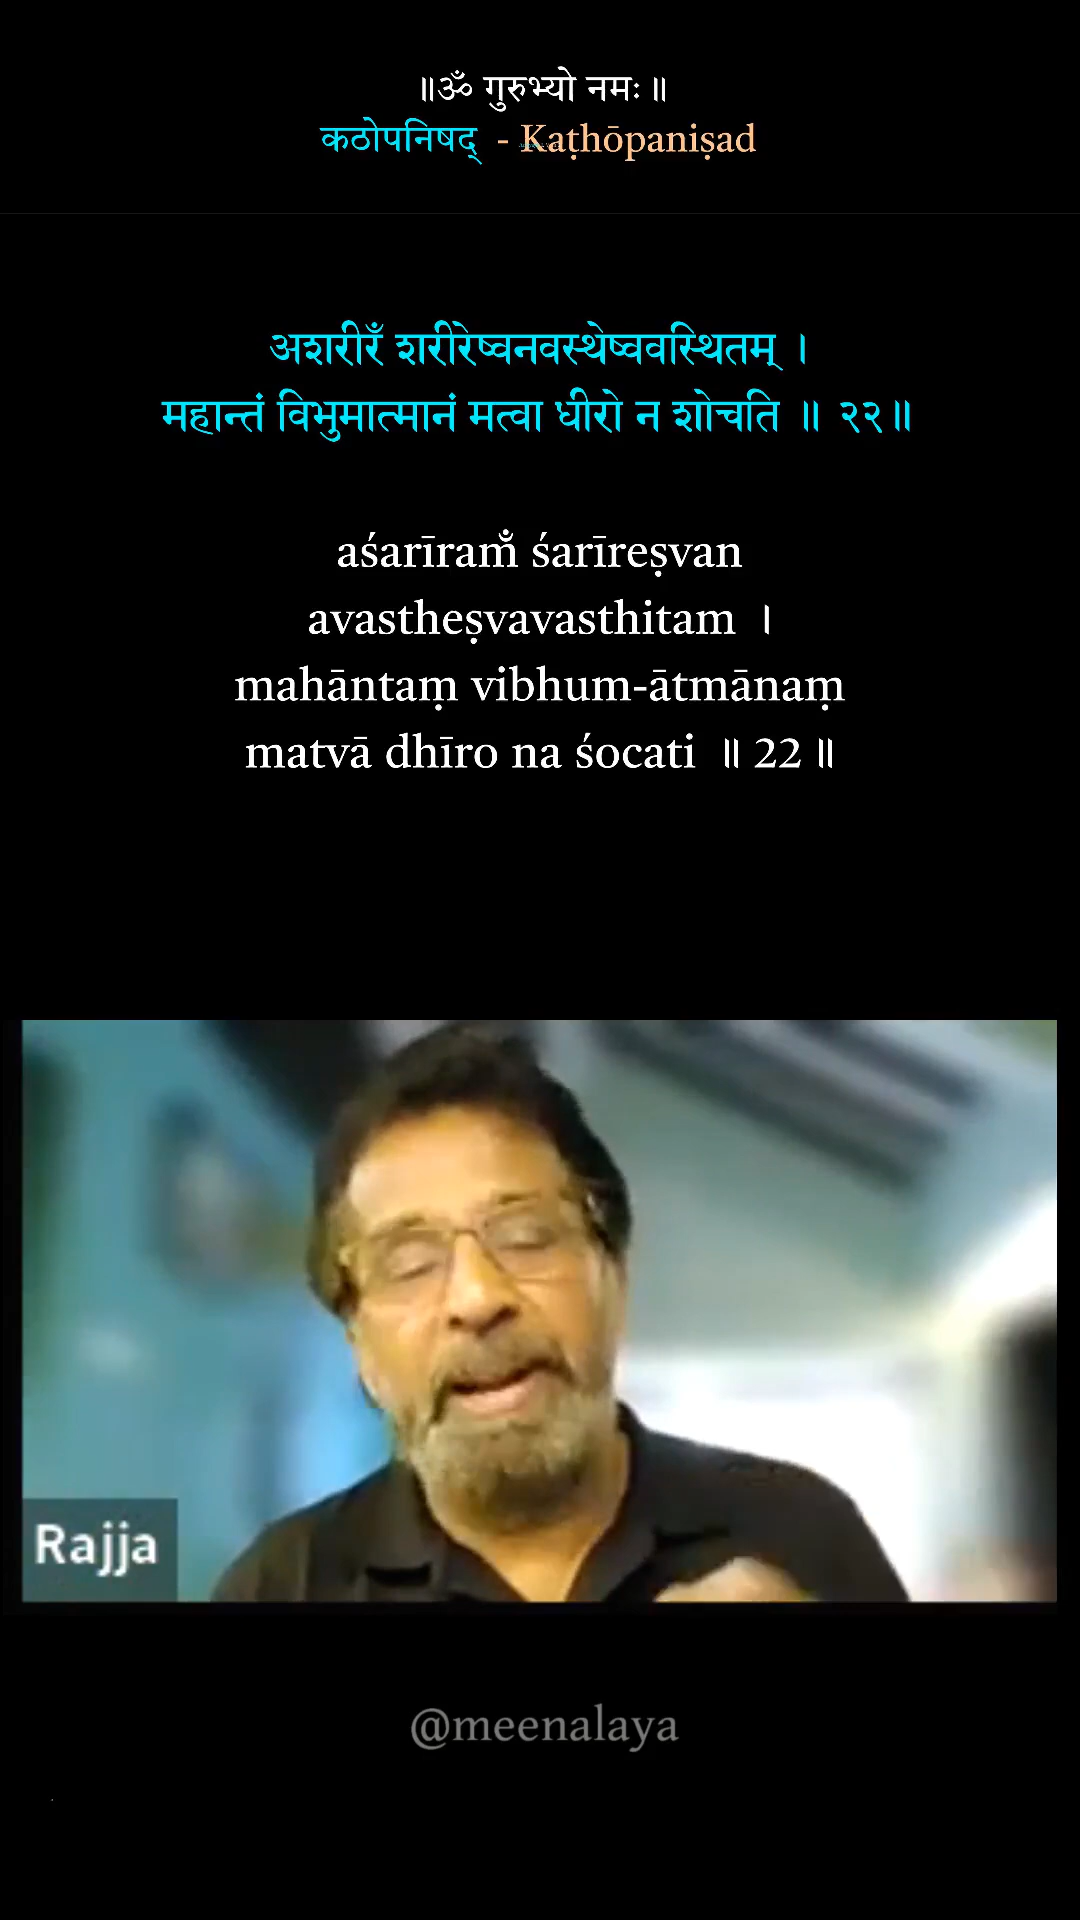 ॥ॐ गुरुभ्यो नमः॥
कठोपनिषद् - Kaṭhōpaniṣad
अशरीरँ शरीरेष्वनवस्थेष्ववस्थितम् ।
महान्तं विभुमात्मानं मत्वा धीरो न शोचति ॥ २२॥
aśarīram̐ śarīreṣvan
avastheṣvavasthitam ।
mahāntaṃ vibhum-ātmānaṃ
matvā dhīro na śocati ॥ 22॥
Rajja
@meenalaya